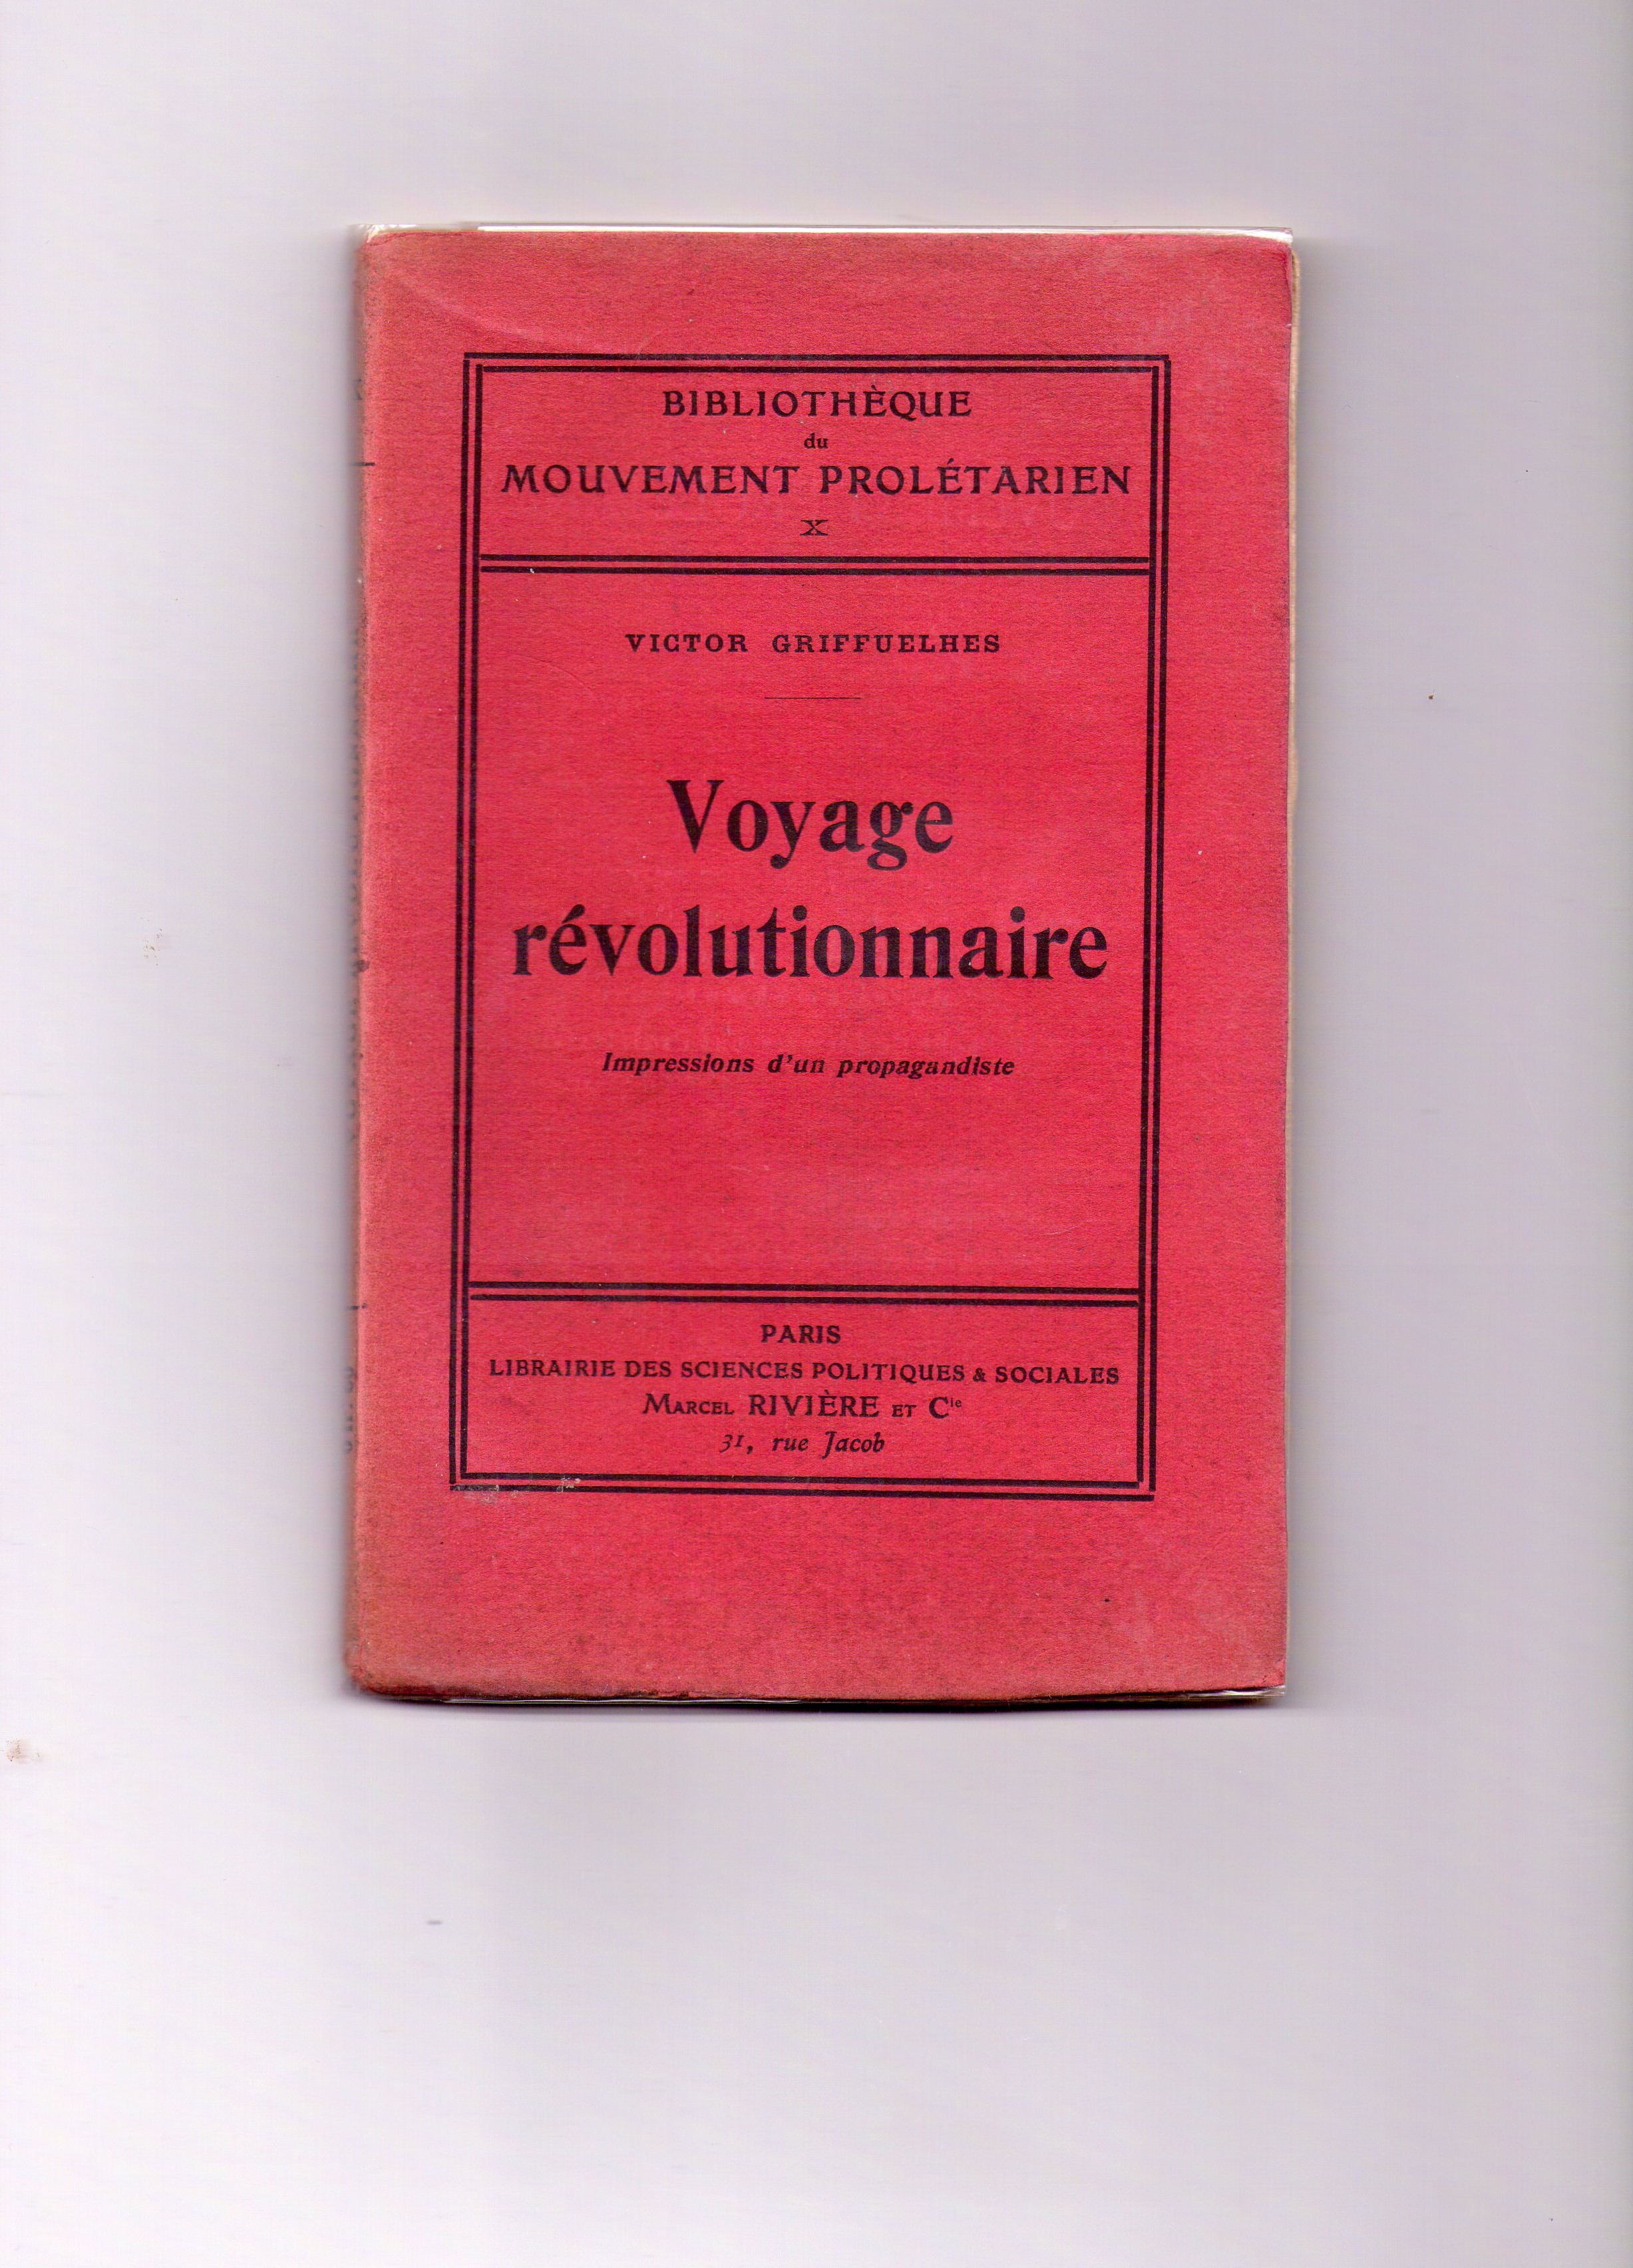 BIBLIOTHÈQUE
du
MOUVEMENT PROLÉTARIEN
X
VICTOR GRIFFUELHES
Voyage
révolutionnaire
Impressions d'un propagandiste
PARIS
LIBRAIRIE DES SCIENCES POLITIQUES & SOCIALES
MARCEL RIVIÈRE ET Cie
31, rue Jacob